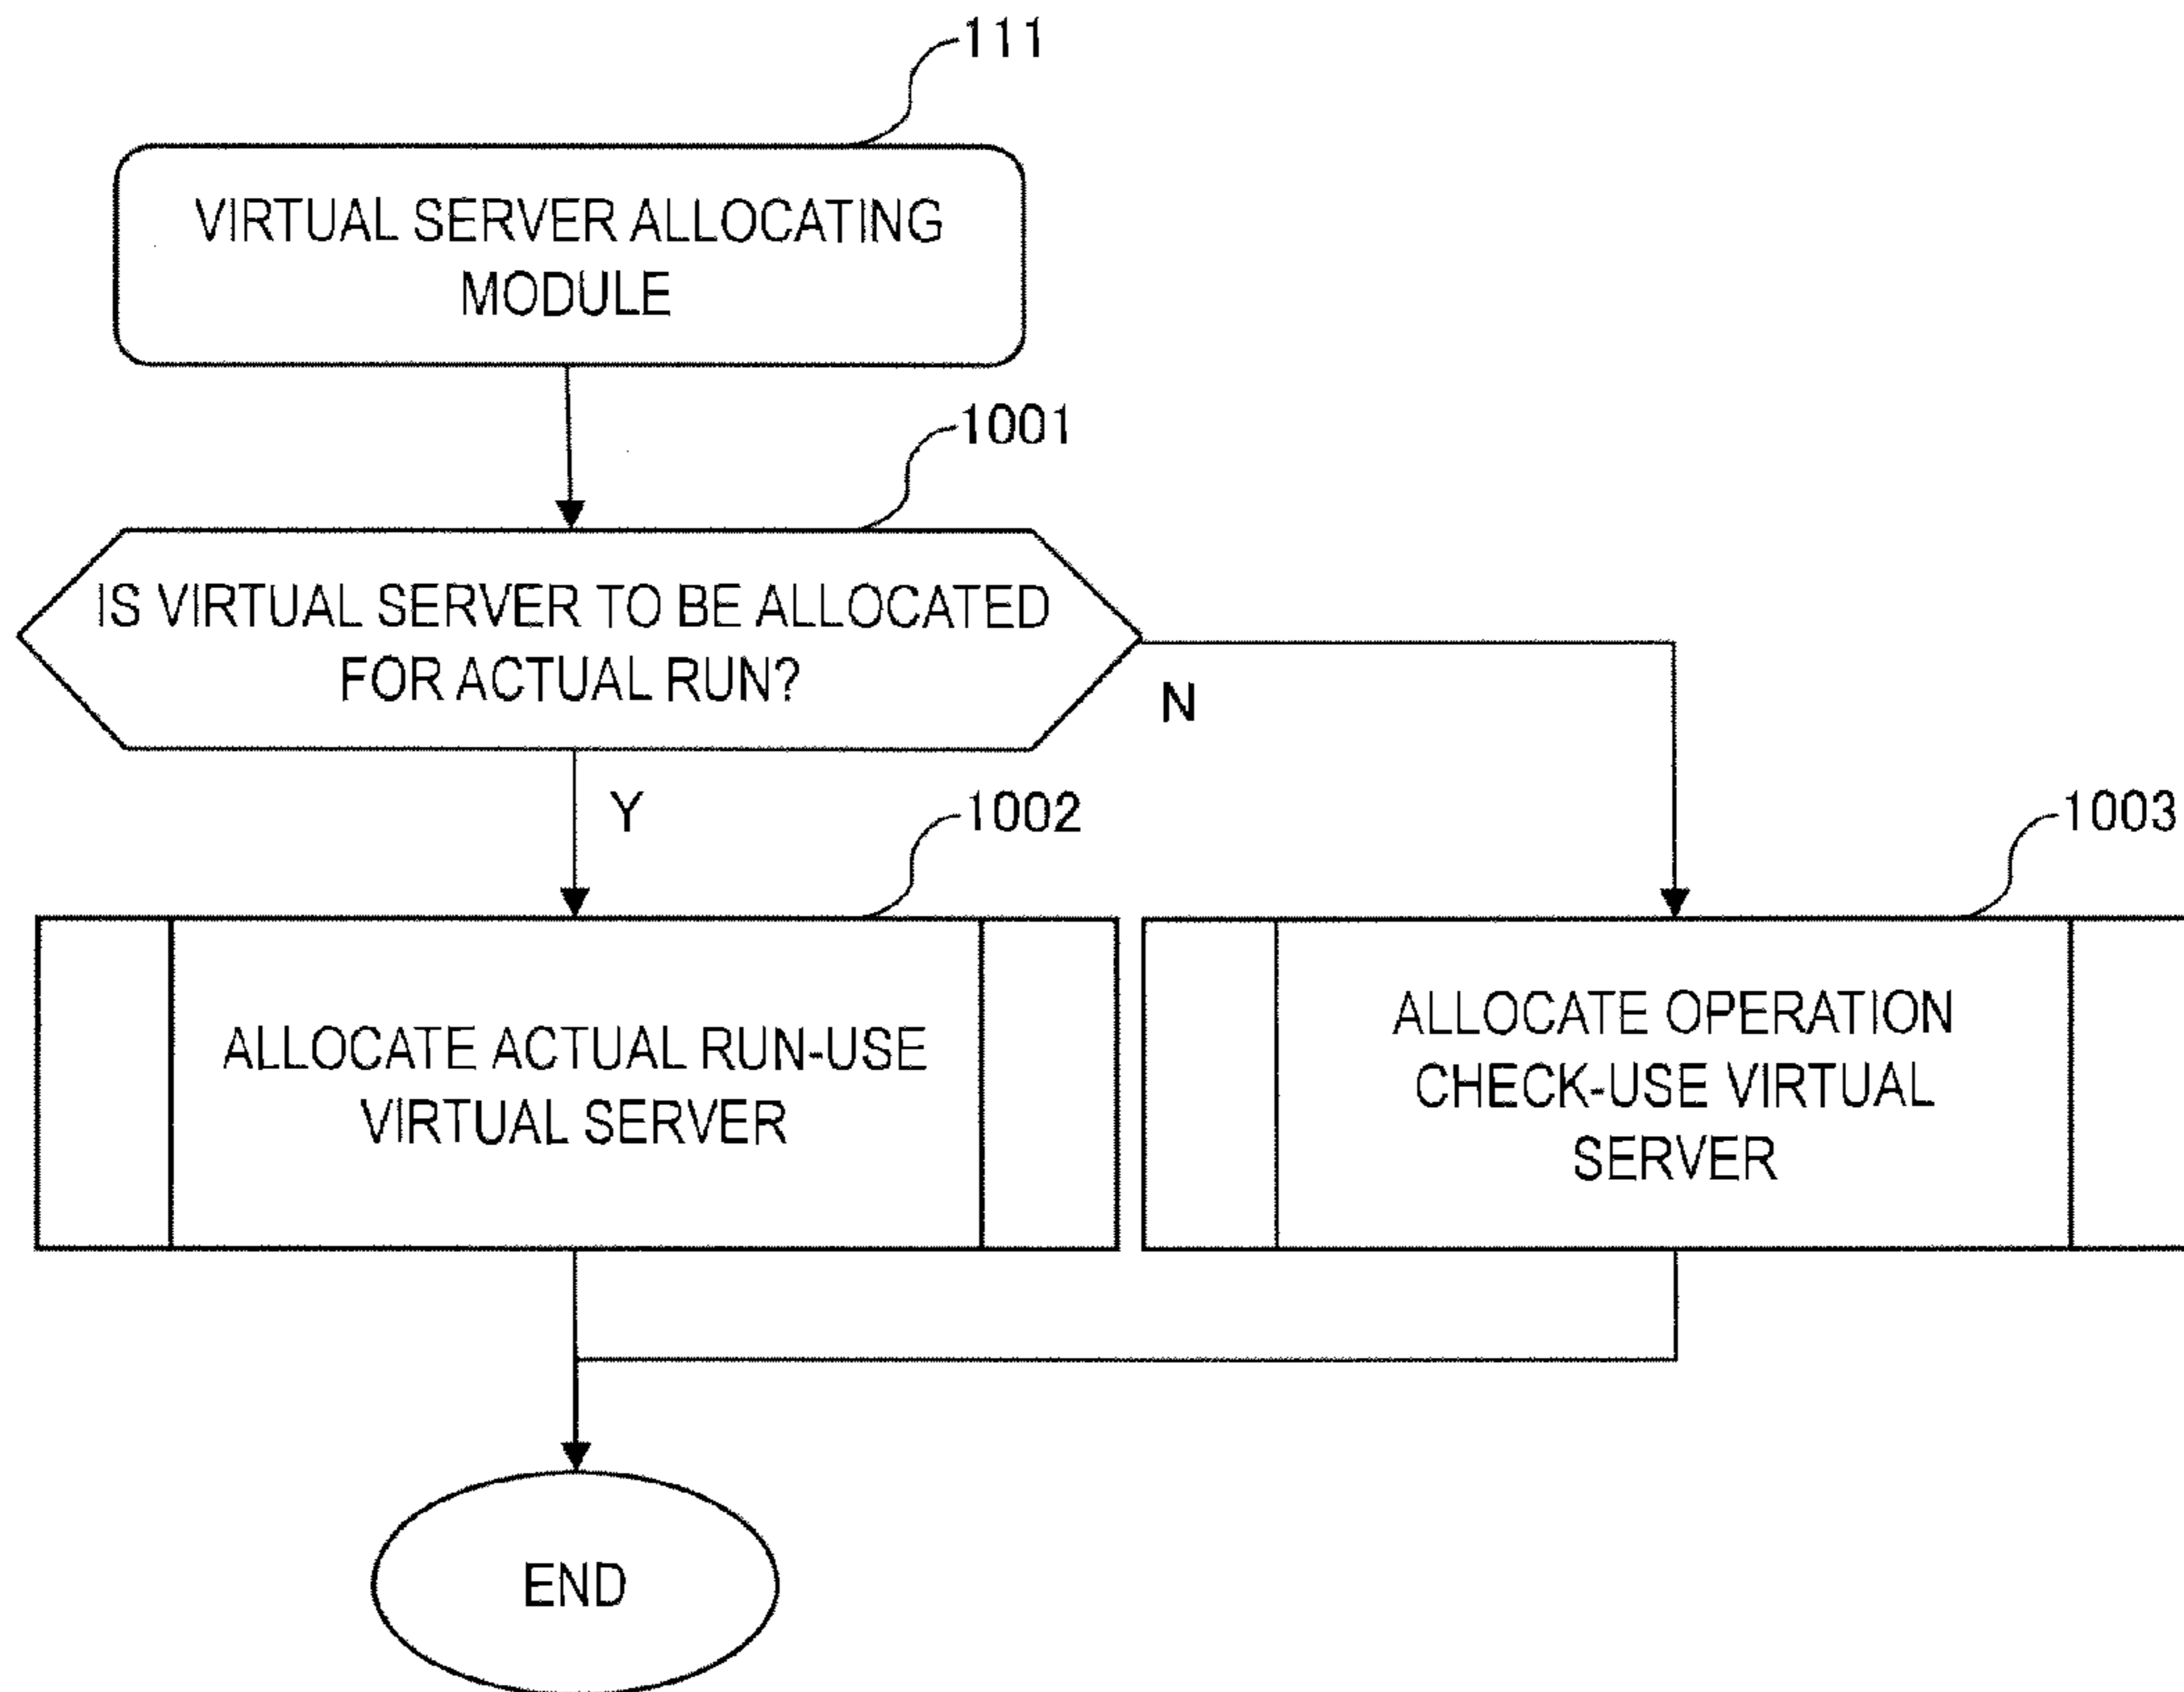 111
VIRTUAL SERVER ALLOCATING
MODULE
1001
IS VIRTUAL SERVER TO BE ALLOCATED
FOR ACTUAL RUN?
N
Y
1002
1003
ALLOCATE ACTUAL RUN-USE
VIRTUAL SERVER
ALLOCATE OPERATION
CHECK-USE VIRTUAL
SERVER
END